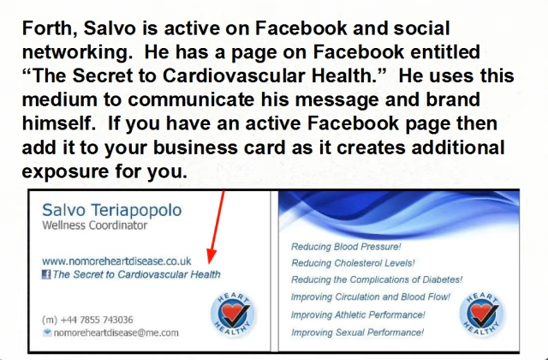 Forth, Salvo is active on Facebook and social
networking.  He has a page on Facebook entitled
“The Secret to Cardiovascular Health.”  He uses this
medium to communicate his message and brand
himself.  If you have an active Facebook page then
add it to your business card as it creates additional
exposure for you.
Salvo Teriapopolo
Wellness Coordinator
www.nomoreheartdisease.co.uk
f The Secret to Cardiovascular Health
(m) +44 7855 743036
nomoreheartdisease@me.com
HEART
HEALTHY
Reducing Blood Pressure!
Reducing Cholesterol Levels!
Reducing the Complications of Diabetes!
Improving Circulation and Blood Flow!
Improving Athletic Performance!
Improving Sexual Performance!
HEART
HEALTHY